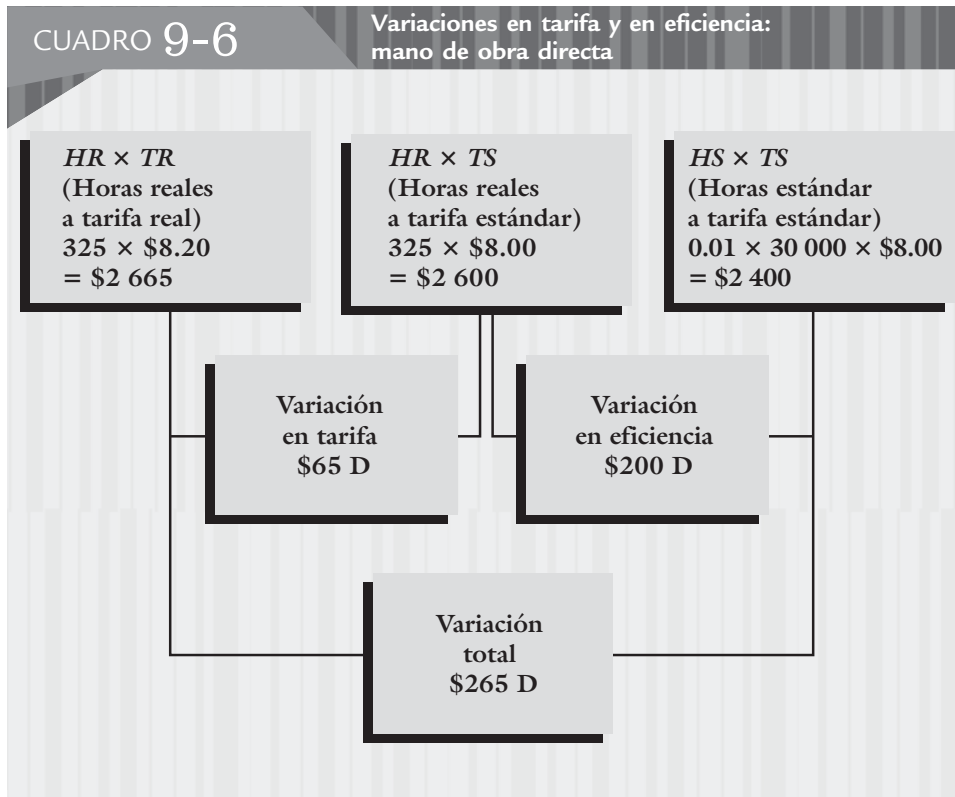 CUADRO 9-6
Variaciones en tarifa y en eficiencia:
mano de obra directa
HR × TR
(Horas reales
a tarifa real)
325 × $8.20
= $2 665
HR × TS
(Horas reales
a tarifa estándar)
325 × $8.00
= $2 600
HS × TS
(Horas estándar
a tarifa estándar)
0.01 × 30 000 × $8.00
= $2 400
Variación
en tarifa
$65 D
Variación
en eficiencia
$200 D
Variación
total
$265 D